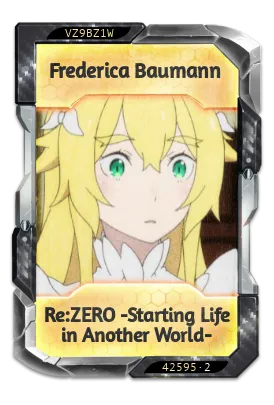 VZ9BZ1W
Frederica Baumann
Re:ZERO -Starting Life
in Another World-
42595·2